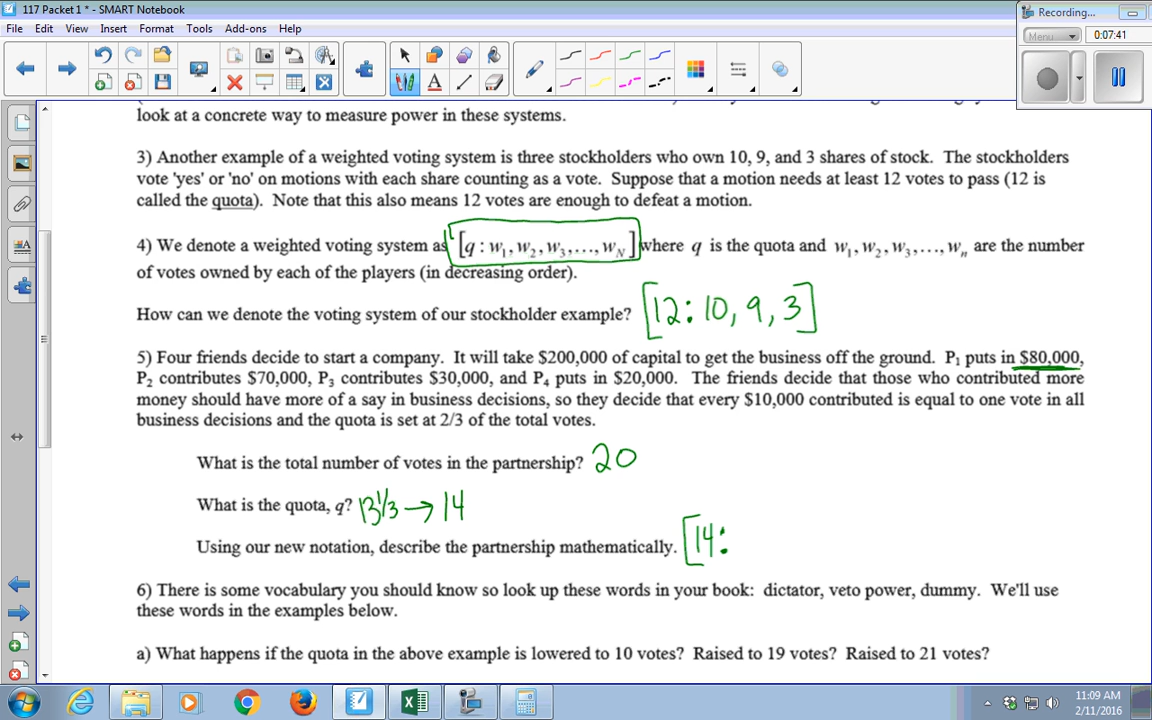 117 Packet 1 * - SMART Notebook
Recording...
File Edit View Insert Format Tools Add-ons Help
Menu
0:07:41
look at a concrete way to measure power in these systems.
3) Another example of a weighted voting system is three stockholders who own 10, 9, and 3 shares of stock. The stockholders
vote 'yes' or 'no' on motions with each share counting as a vote. Suppose that a motion needs at least 12 votes to pass (12 is
called the quota). Note that this also means 12 votes are enough to defeat a motion.
4) We denote a weighted voting system as [q : w₁, w₂, w₃,…, w_N] where q is the quota and w₁, w₂, w₃,…, wₙ are the number
of votes owned by each of the players (in decreasing order).
How can we denote the voting system of our stockholder example? [12: 10, 9, 3]
5) Four friends decide to start a company. It will take $200,000 of capital to get the business off the ground. P₁ puts in $80,000,
P₂ contributes $70,000, P₃ contributes $30,000, and P₄ puts in $20,000. The friends decide that those who contributed more
money should have more of a say in business decisions, so they decide that every $10,000 contributed is equal to one vote in all
business decisions and the quota is set at 2/3 of the total votes.
What is the total number of votes in the partnership? 20
What is the quota, q? 13 1/3 → 14
Using our new notation, describe the partnership mathematically. [14:
6) There is some vocabulary you should know so look up these words in your book: dictator, veto power, dummy. We'll use
these words in the examples below.
a) What happens if the quota in the above example is lowered to 10 votes? Raised to 19 votes? Raised to 21 votes?
11:09 AM
2/11/2016